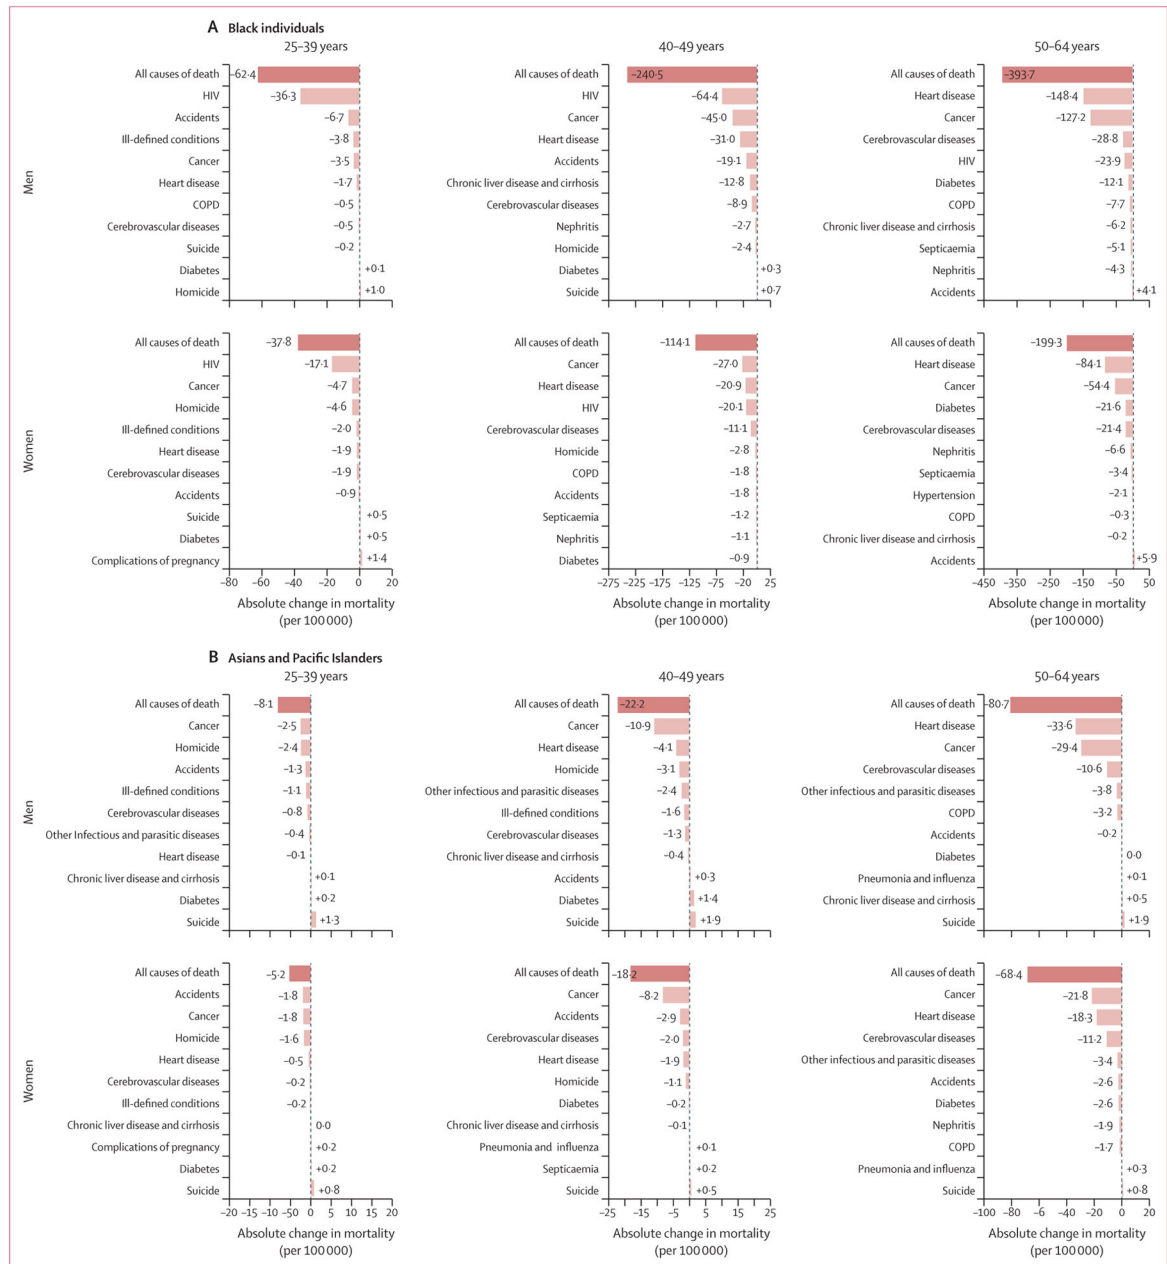 A Black individuals
25–39 years
40–49 years
50–64 years
Men
All causes of death –62·4
HIV –36·3
Accidents –6·7
Ill-defined conditions –3·8
Cancer –3·5
Heart disease –1·7
COPD –0·5
Cerebrovascular diseases –0·5
Suicide –0·2
Diabetes +0·1
Homicide +1·0
All causes of death –240·5
HIV –64·4
Cancer –45·0
Heart disease –31·0
Accidents –19·1
Chronic liver disease and cirrhosis –12·8
Cerebrovascular diseases –8·9
Nephritis –2·7
Homicide –2·4
Diabetes +0·3
Suicide +0·7
All causes of death –393·7
Heart disease –148·4
Cancer –127·2
Cerebrovascular diseases –28·8
HIV –23·9
Diabetes –12·1
COPD –7·7
Chronic liver disease and cirrhosis –6·2
Septicaemia –5·1
Nephritis –4·3
Accidents +4·1
Women
All causes of death –37·8
HIV –17·1
Cancer –4·7
Homicide –4·6
Ill-defined conditions –2·0
Heart disease –1·9
Cerebrovascular diseases –1·9
Accidents –0·9
Suicide +0·5
Diabetes +0·5
Complications of pregnancy +1·4
–80 –60 –40 –20 0 20
Absolute change in mortality
(per 100 000)
All causes of death –114·1
Cancer –27·0
Heart disease –20·9
HIV –20·1
Cerebrovascular diseases –11·1
Homicide –2·8
COPD –1·8
Accidents –1·8
Septicaemia –1·2
Nephritis –1·1
Diabetes –0·9
–275 –225 –175 –125 –75 –20 25
Absolute change in mortality
(per 100 000)
All causes of death –199·3
Heart disease –84·1
Cancer –54·4
Diabetes –21·6
Cerebrovascular diseases –21·4
Nephritis –6·6
Septicaemia –3·4
Hypertension –2·1
COPD –0·3
Chronic liver disease and cirrhosis –0·2
Accidents +5·9
–450 –350 –250 –150 –50 50
Absolute change in mortality
(per 100 000)
B Asians and Pacific Islanders
25–39 years
40–49 years
50–64 years
Men
All causes of death –8·1
Cancer –2·5
Homicide –2·4
Accidents –1·3
Ill-defined conditions –1·1
Cerebrovascular diseases –0·8
Other Infectious and parasitic diseases –0·4
Heart disease –0·1
Chronic liver disease and cirrhosis +0·1
Diabetes +0·2
Suicide +1·3
All causes of death –22·2
Cancer –10·9
Heart disease –4·1
Homicide –3·1
Other infectious and parasitic diseases –2·4
Ill-defined conditions –1·6
Cerebrovascular diseases –1·3
Chronic liver disease and cirrhosis –0·4
Accidents +0·3
Diabetes +1·4
Suicide +1·9
All causes of death –80·7
Heart disease –33·6
Cancer –29·4
Cerebrovascular diseases –10·6
Other infectious and parasitic diseases –3·8
COPD –3·2
Accidents –0·2
Diabetes 0·0
Pneumonia and influenza +0·1
Chronic liver disease and cirrhosis +0·5
Suicide +1·9
Women
All causes of death –5·2
Accidents –1·8
Cancer –1·8
Homicide –1·6
Heart disease –0·5
Cerebrovascular diseases –0·2
Ill-defined conditions –0·2
Chronic liver disease and cirrhosis 0·0
Complications of pregnancy +0·2
Diabetes +0·2
Suicide +0·8
–20 –15 –10 –5 0 5 10 15 20
Absolute change in mortality
(per 100 000)
All causes of death –18·2
Cancer –8·2
Accidents –2·9
Cerebrovascular diseases –2·0
Heart disease –1·9
Homicide –1·1
Diabetes –0·2
Chronic liver disease and cirrhosis –0·1
Pneumonia and influenza +0·1
Septicaemia +0·2
Suicide +0·5
–25 –15 –5 5 15 25
Absolute change in mortality
(per 100 000)
All causes of death –68·4
Cancer –21·8
Heart disease –18·3
Cerebrovascular diseases –11·2
Other infectious and parasitic diseases –3·4
Accidents –2·6
Diabetes –2·6
Nephritis –1·9
COPD –1·7
Pneumonia and influenza +0·3
Suicide +0·8
–100 –80 –6 –40 –20 0 20
Absolute change in mortality
(per 100 000)